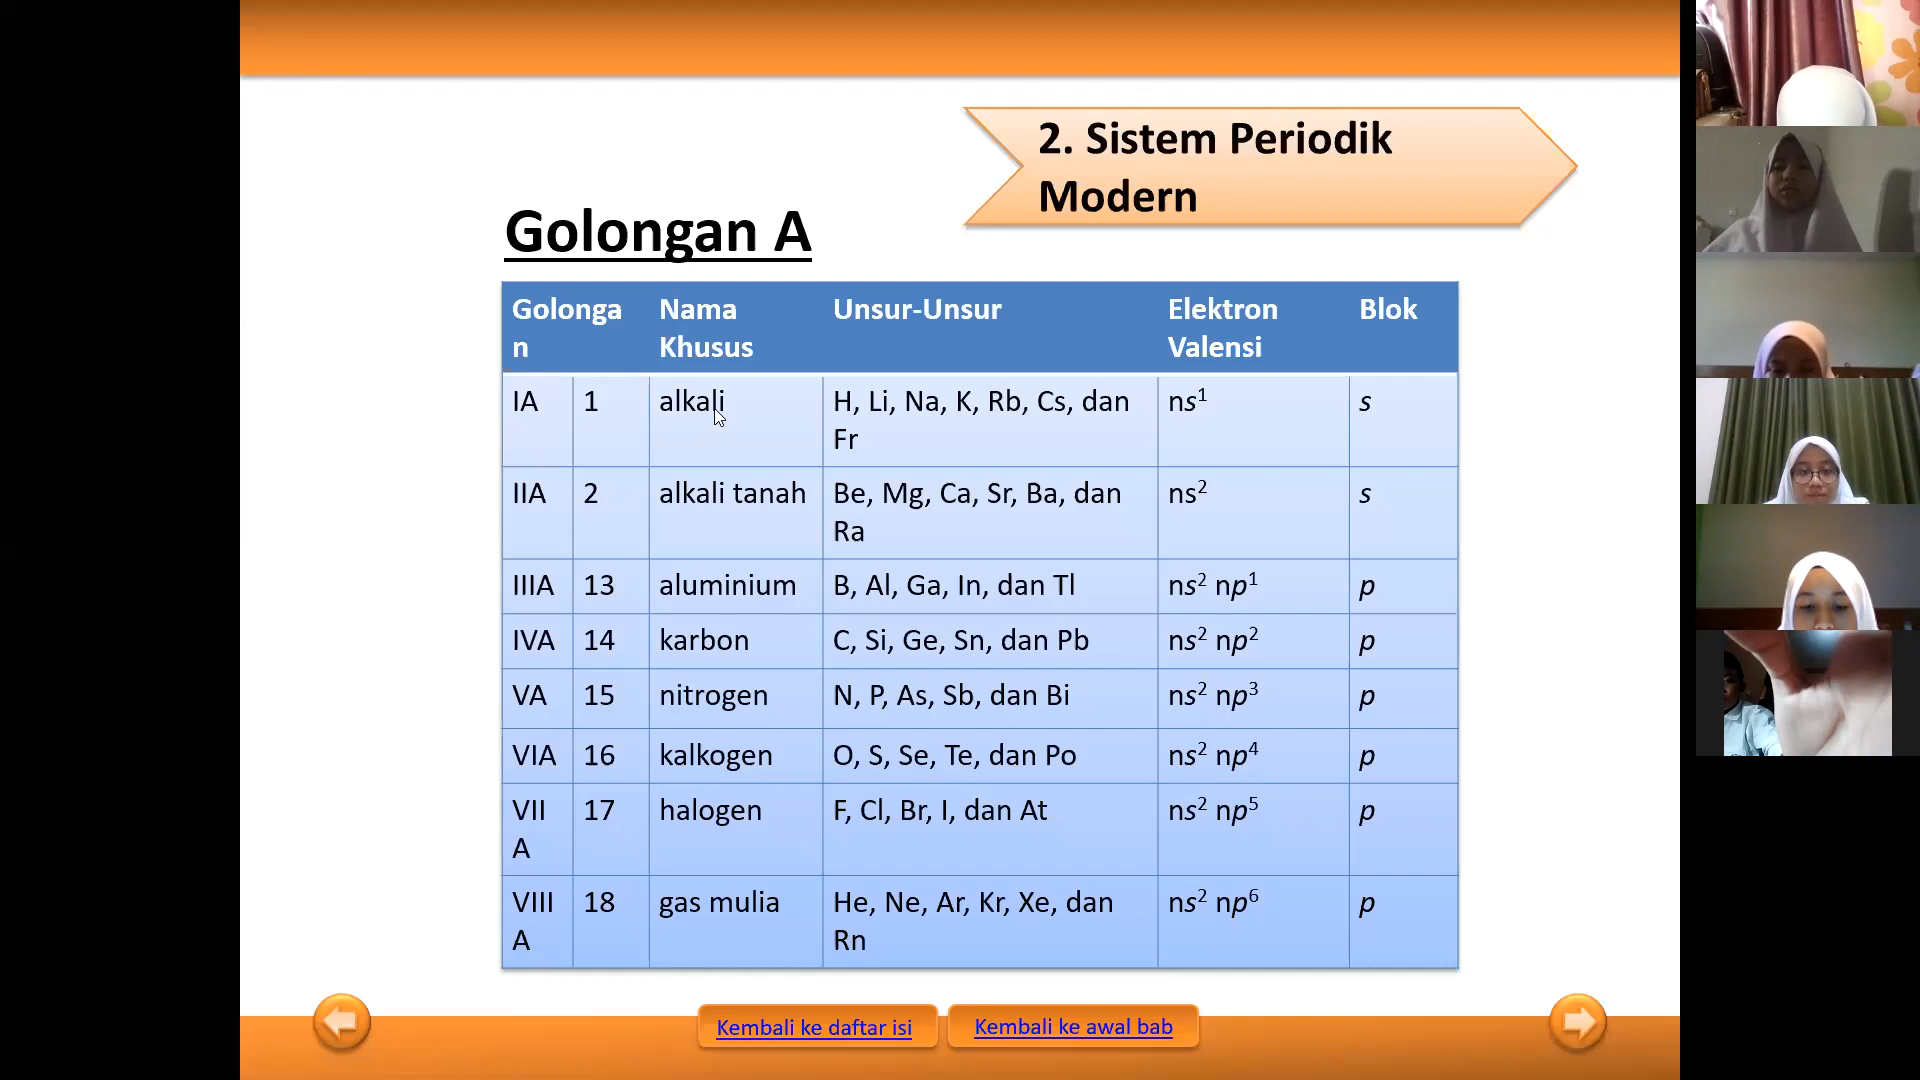 2. Sistem Periodik
Modern
Golongan A
Golonga
n
Nama
Khusus
Unsur-Unsur
Elektron
Valensi
Blok
IA 1 alkali H, Li, Na, K, Rb, Cs, dan
Fr
ns¹ s
IIA 2 alkali tanah Be, Mg, Ca, Sr, Ba, dan
Ra
ns² s
IIIA 13 aluminium B, Al, Ga, In, dan Tl ns² np¹ p
IVA 14 karbon C, Si, Ge, Sn, dan Pb ns² np² p
VA 15 nitrogen N, P, As, Sb, dan Bi ns² np³ p
VIA 16 kalkogen O, S, Se, Te, dan Po ns² np⁴ p
VII
A
17 halogen F, Cl, Br, I, dan At ns² np⁵ p
VIII
A
18 gas mulia He, Ne, Ar, Kr, Xe, dan
Rn
ns² np⁶ p
Kembali ke daftar isi
Kembali ke awal bab